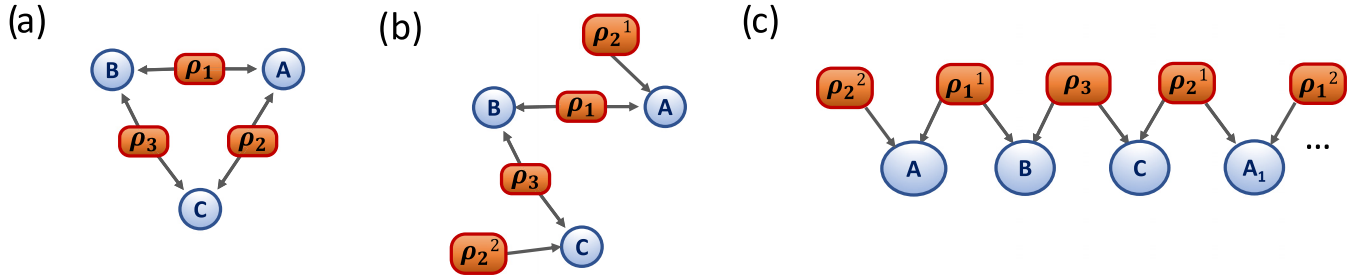 (a)
B ρ₁ A
ρ₃ ρ₂
C
(b)
ρ₂¹
B ρ₁ A
ρ₃
ρ₂² C
(c)
ρ₂² ρ₁¹ ρ₃ ρ₂¹ ρ₁²
A B C A₁ ...